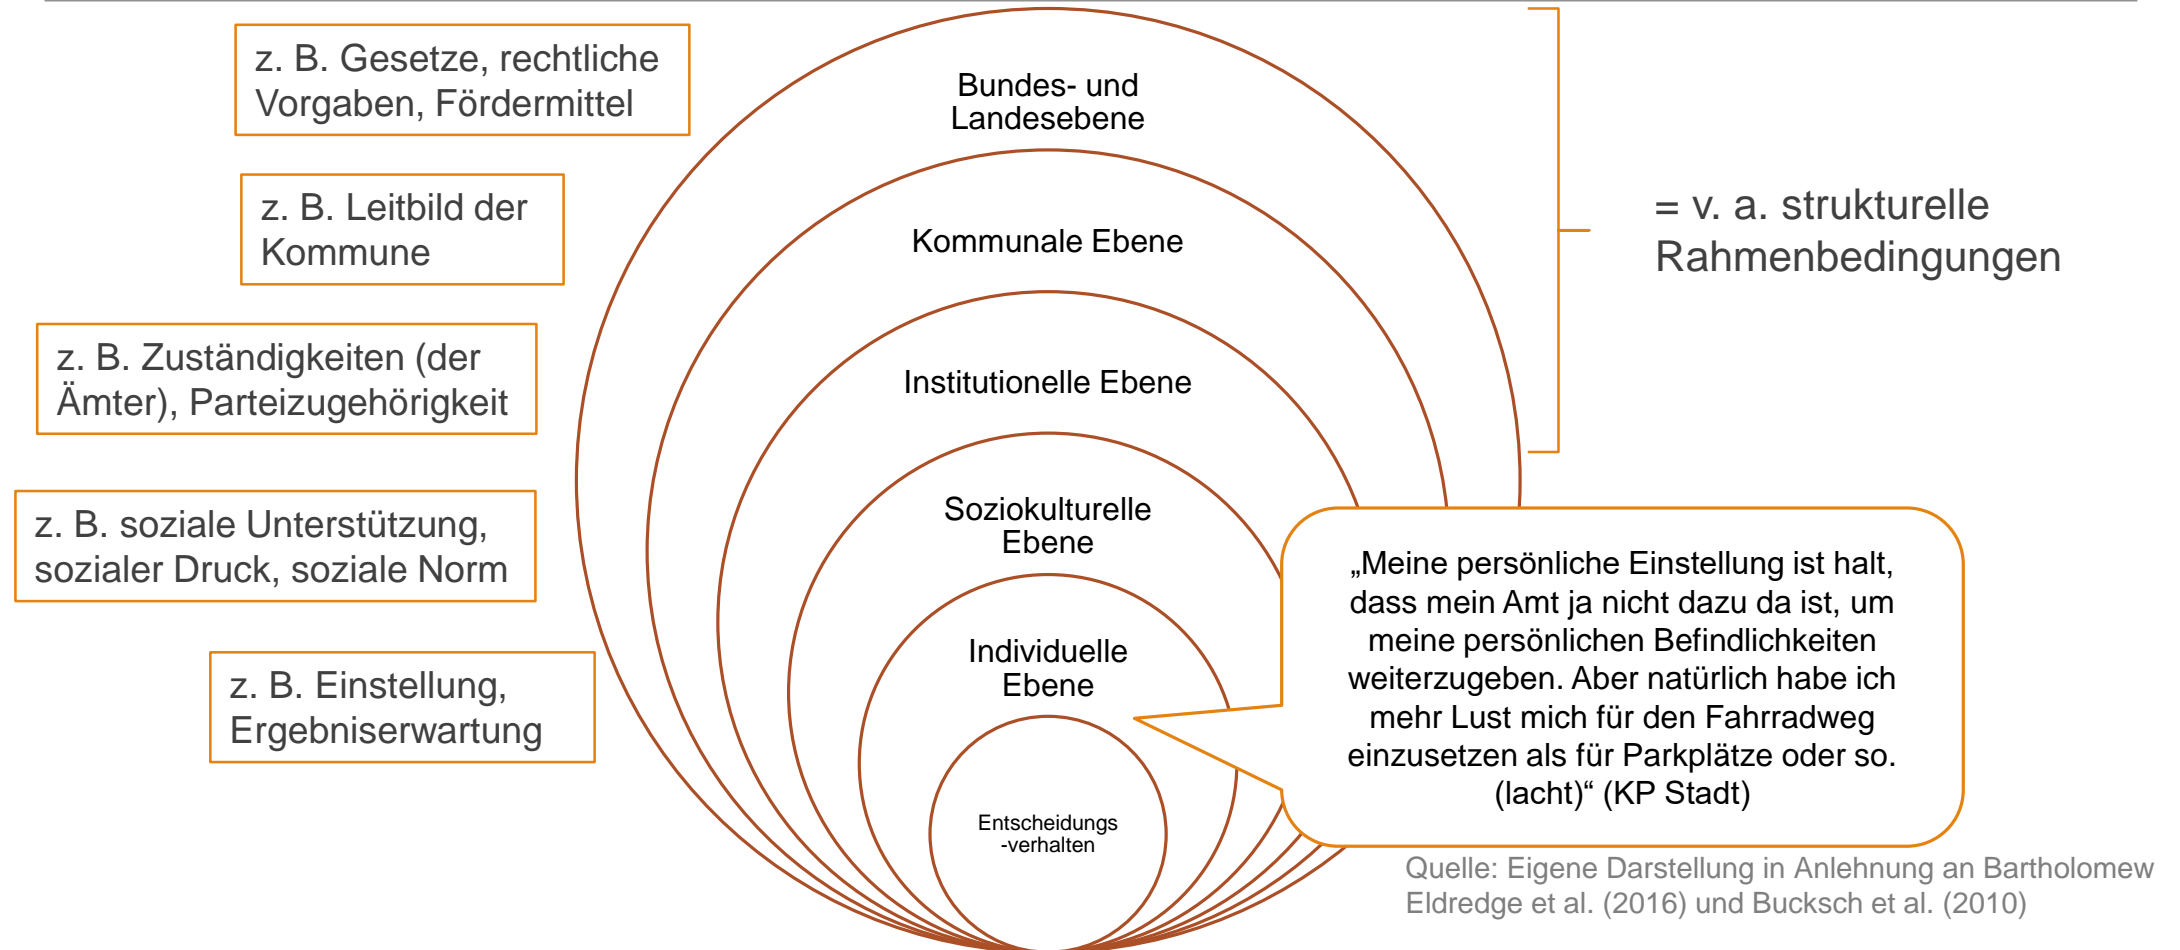 z. B. Gesetze, rechtliche
Vorgaben, Fördermittel
Bundes- und
Landesebene
z. B. Leitbild der
Kommune
Kommunale Ebene
= v. a. strukturelle
Rahmenbedingungen
z. B. Zuständigkeiten (der
Ämter), Parteizugehörigkeit
Institutionelle Ebene
z. B. soziale Unterstützung,
sozialer Druck, soziale Norm
Soziokulturelle
Ebene
z. B. Einstellung,
Ergebniserwartung
Individuelle
Ebene
Entscheidungs
-verhalten
„Meine persönliche Einstellung ist halt,
dass mein Amt ja nicht dazu da ist, um
meine persönlichen Befindlichkeiten
weiterzugeben. Aber natürlich habe ich
mehr Lust mich für den Fahrradweg
einzusetzen als für Parkplätze oder so.
(lacht)“ (KP Stadt)
Quelle: Eigene Darstellung in Anlehnung an Bartholomew
Eldredge et al. (2016) und Bucksch et al. (2010)